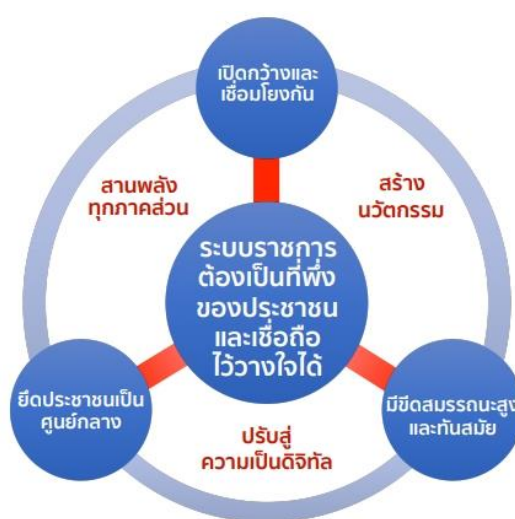 เปิดกว้างและ
เชื่อมโยงกัน
สานพลัง
ทุกภาคส่วน
สร้าง
นวัตกรรม
ระบบราชการ
ต้องเป็นที่พึ่ง
ของประชาชน
และเชื่อถือ
ไว้วางใจได้
ยึดประชาชนเป็น
ศูนย์กลาง
มีขีดสมรรถนะสูง
และทันสมัย
ปรับสู่
ความเป็นดิจิทัล